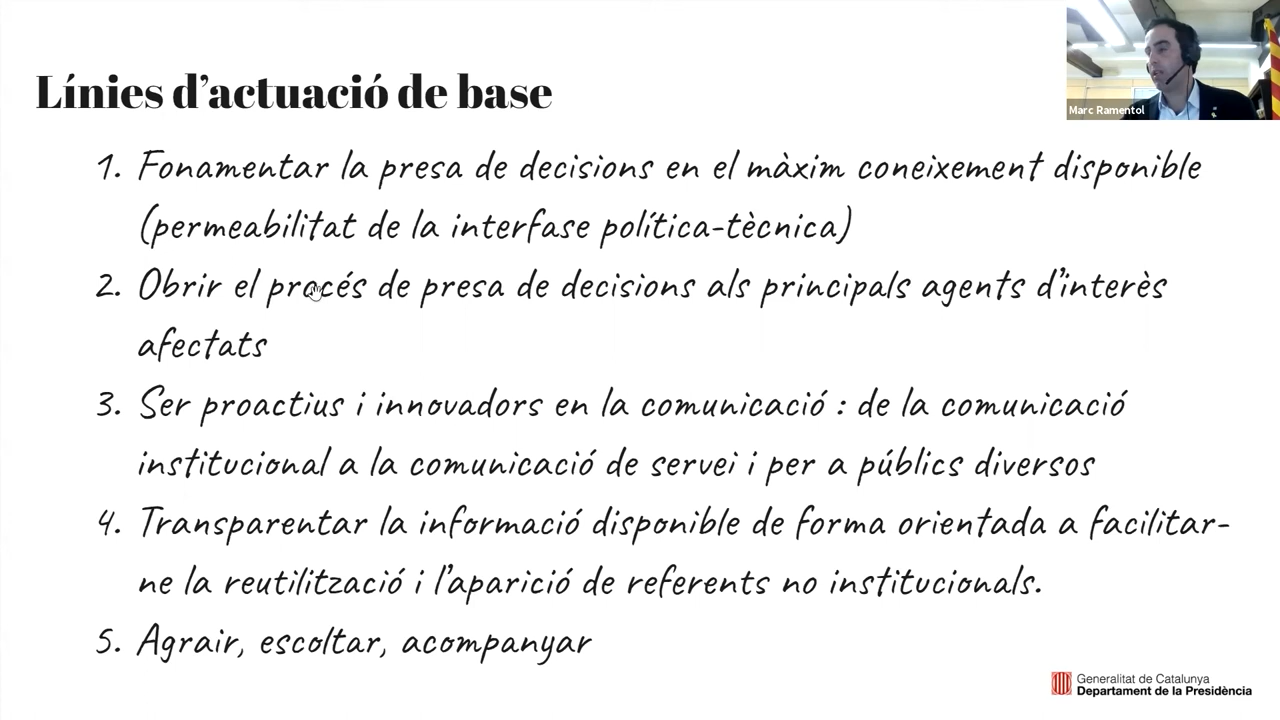 Marc Ramentol
Línies d’actuació de base
1. Fonamentar la presa de decisions en el màxim coneixement disponible
(permeabilitat de la interfase política-tècnica)
2. Obrir el procés de presa de decisions als principals agents d’interès
afectats
3. Ser proactius i innovadors en la comunicació : de la comunicació
institucional a la comunicació de servei i per a públics diversos
4. Transparentar la informació disponible de forma orientada a facilitar-
ne la reutilització i l’aparició de referents no institucionals.
5. Agrair, escoltar, acompanyar
Generalitat de Catalunya
Departament de la Presidència